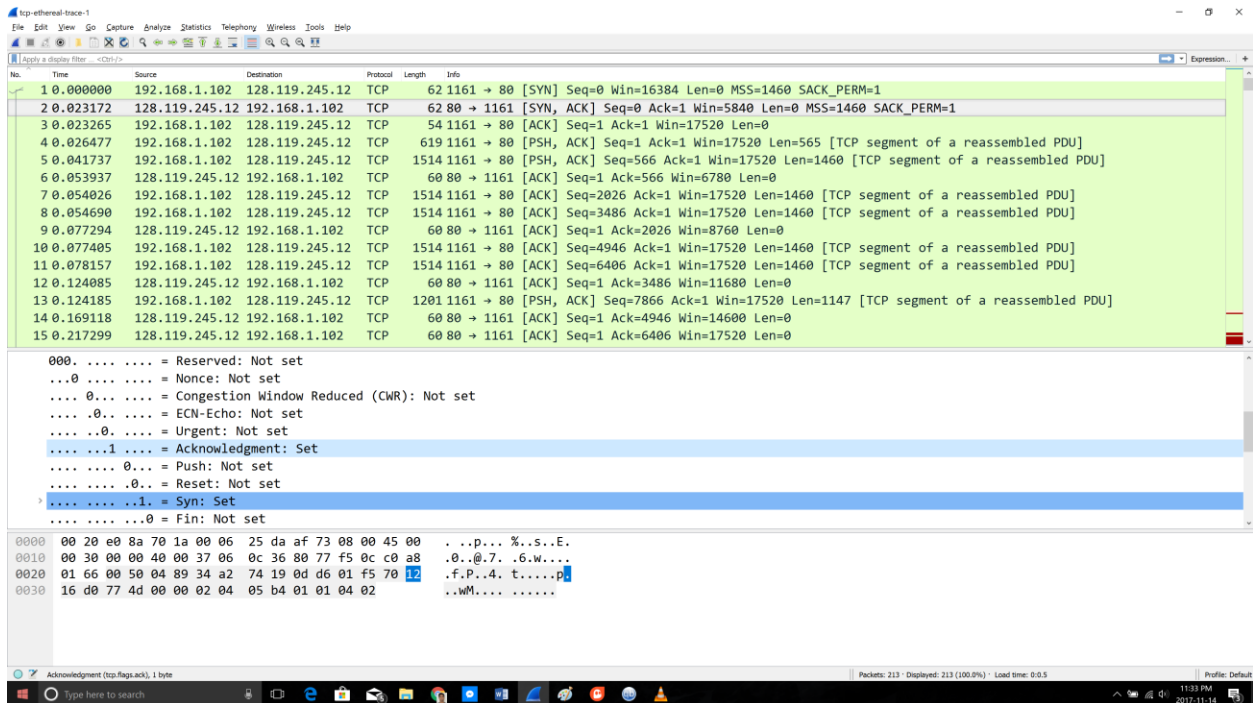 tcp-ethereal-trace-1
File Edit View Go Capture Analyze Statistics Telephony Wireless Tools Help
Apply a display filter ... <Ctrl-/> Expression... +
No. Time Source Destination Protocol Length Info
1 0.000000 192.168.1.102 128.119.245.12 TCP 62 1161 → 80 [SYN] Seq=0 Win=16384 Len=0 MSS=1460 SACK_PERM=1
2 0.023172 128.119.245.12 192.168.1.102 TCP 62 80 → 1161 [SYN, ACK] Seq=0 Ack=1 Win=5840 Len=0 MSS=1460 SACK_PERM=1
3 0.023265 192.168.1.102 128.119.245.12 TCP 54 1161 → 80 [ACK] Seq=1 Ack=1 Win=17520 Len=0
4 0.026477 192.168.1.102 128.119.245.12 TCP 619 1161 → 80 [PSH, ACK] Seq=1 Ack=1 Win=17520 Len=565 [TCP segment of a reassembled PDU]
5 0.041737 192.168.1.102 128.119.245.12 TCP 1514 1161 → 80 [PSH, ACK] Seq=566 Ack=1 Win=17520 Len=1460 [TCP segment of a reassembled PDU]
6 0.053937 128.119.245.12 192.168.1.102 TCP 60 80 → 1161 [ACK] Seq=1 Ack=566 Win=6780 Len=0
7 0.054026 192.168.1.102 128.119.245.12 TCP 1514 1161 → 80 [ACK] Seq=2026 Ack=1 Win=17520 Len=1460 [TCP segment of a reassembled PDU]
8 0.054690 192.168.1.102 128.119.245.12 TCP 1514 1161 → 80 [ACK] Seq=3486 Ack=1 Win=17520 Len=1460 [TCP segment of a reassembled PDU]
9 0.077294 128.119.245.12 192.168.1.102 TCP 60 80 → 1161 [ACK] Seq=1 Ack=2026 Win=8760 Len=0
10 0.077405 192.168.1.102 128.119.245.12 TCP 1514 1161 → 80 [ACK] Seq=4946 Ack=1 Win=17520 Len=1460 [TCP segment of a reassembled PDU]
11 0.078157 192.168.1.102 128.119.245.12 TCP 1514 1161 → 80 [ACK] Seq=6406 Ack=1 Win=17520 Len=1460 [TCP segment of a reassembled PDU]
12 0.124085 128.119.245.12 192.168.1.102 TCP 60 80 → 1161 [ACK] Seq=1 Ack=3486 Win=11680 Len=0
13 0.124185 192.168.1.102 128.119.245.12 TCP 1201 1161 → 80 [PSH, ACK] Seq=7866 Ack=1 Win=17520 Len=1147 [TCP segment of a reassembled PDU]
14 0.169118 128.119.245.12 192.168.1.102 TCP 60 80 → 1161 [ACK] Seq=1 Ack=4946 Win=14600 Len=0
15 0.217299 128.119.245.12 192.168.1.102 TCP 60 80 → 1161 [ACK] Seq=1 Ack=6406 Win=17520 Len=0
000. .... .... = Reserved: Not set
...0 .... .... = Nonce: Not set
.... 0... .... = Congestion Window Reduced (CWR): Not set
.... .0.. .... = ECN-Echo: Not set
.... ..0. .... = Urgent: Not set
.... ...1 .... = Acknowledgment: Set
.... .... 0... = Push: Not set
.... .... .0.. = Reset: Not set
.... .... ..1. = Syn: Set
.... .... ...0 = Fin: Not set
0000 00 20 e0 8a 70 1a 00 06 25 da af 73 08 00 45 00 . ..p... %..s..E.
0010 00 30 00 00 40 00 37 06 0c 36 80 77 f5 0c c0 a8 .0..@.7. .6.w....
0020 01 66 00 50 04 89 34 a2 74 19 0d d6 01 f5 70 12 .f.P..4. t.....p.
0030 16 d0 77 4d 00 00 02 04 05 b4 01 01 04 02 ..wM.... ......
Acknowledgment (tcp.flags.ack), 1 byte Packets: 213 · Displayed: 213 (100.0%) · Load time: 0:0.5 Profile: Default
Type here to search 11:33 PM
2017-11-14